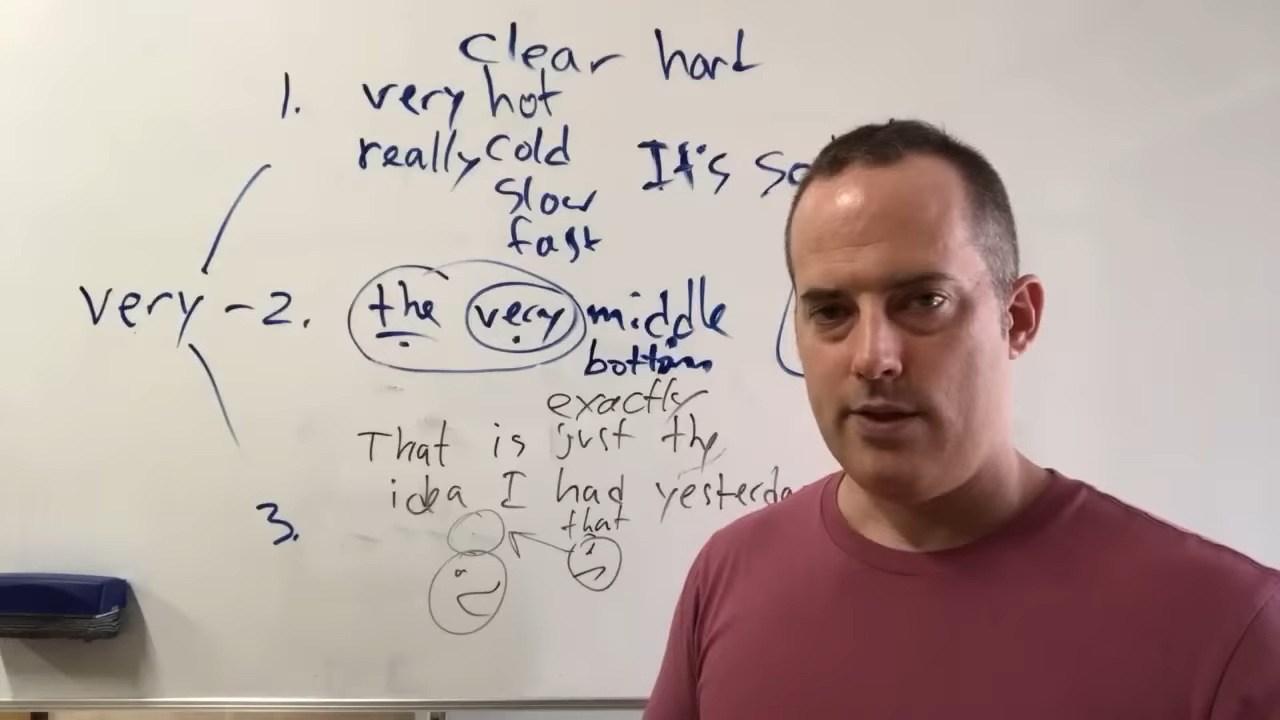 clear hard
1. very hot
really cold It's so
slow
fast
very - 2. the very middle
bottom
exactly
That is just the
idea I had yesterda
that
3.